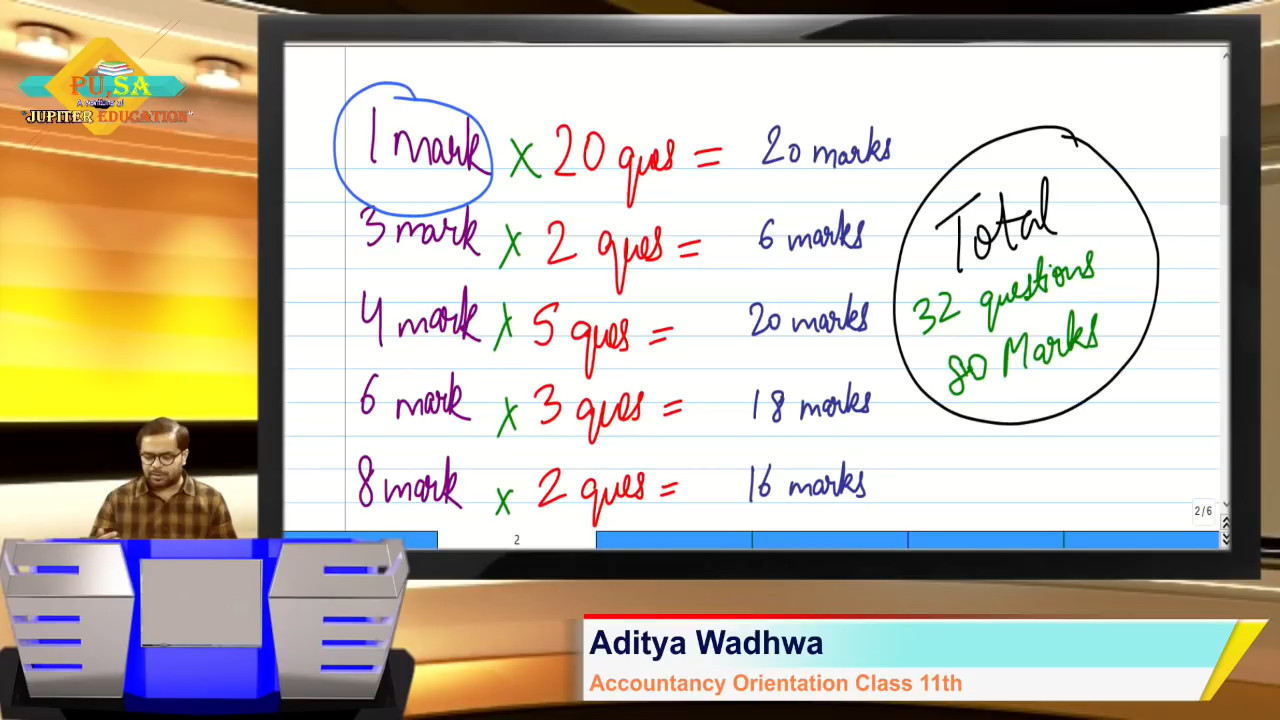 PU,SA
A venture of
"JUPITER EDUCATION"
1 mark × 20 ques = 20 marks
3 mark × 2 ques = 6 marks
4 mark × 5 ques = 20 marks
6 mark × 3 ques = 18 marks
8 mark × 2 ques = 16 marks
Total
32 questions
80 Marks
2/6
2
Aditya Wadhwa
Accountancy Orientation Class 11th